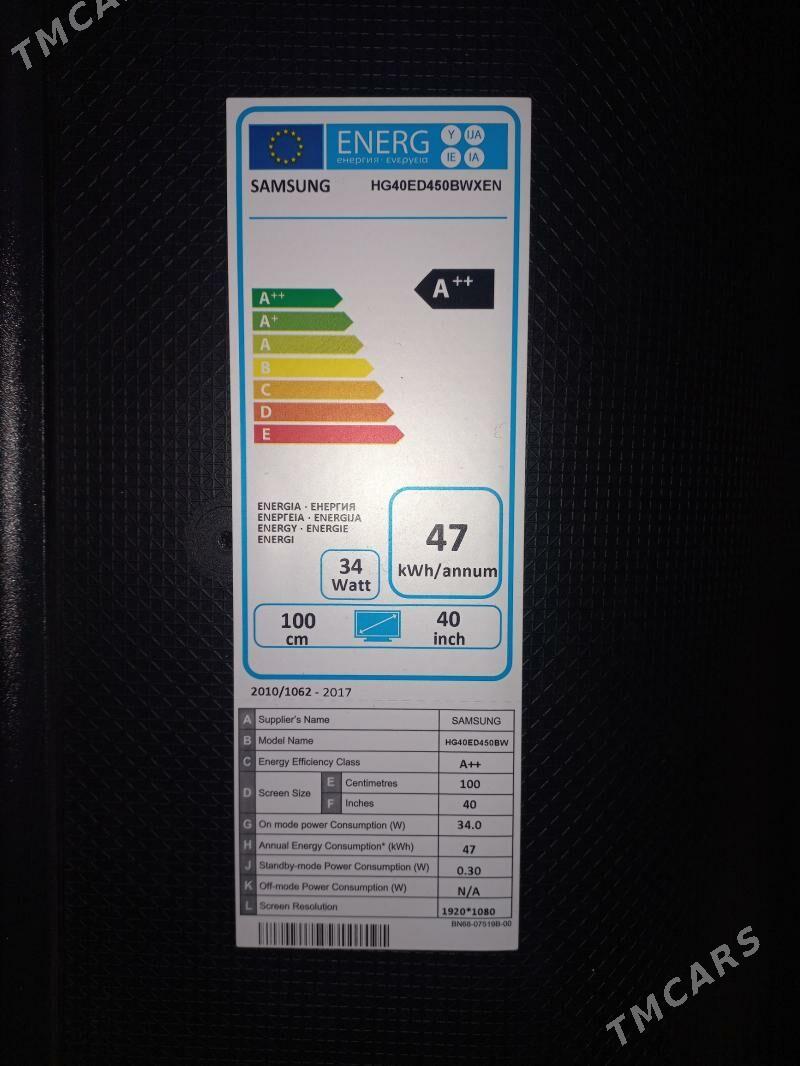 TMCARS
ENERG
енергия · ενεργεια
Y IJA
IE IA
SAMSUNG HG40ED450BWXEN
A++
A++
A+
A
B
C
D
E
ENERGIA · ЕНЕРГИЯ
ΕΝΕΡΓΕΙΑ · ENERGIJA
ENERGY · ENERGIE
ENERGI
47
kWh/annum
34
Watt
100
cm
40
inch
2010/1062 - 2017
A Supplier's Name SAMSUNG
B Model Name HG40ED450BW
C Energy Efficiency Class A++
D Screen Size E Centimetres 100
F Inches 40
G On mode power Consumption (W) 34.0
H Annual Energy Consumption* (kWh) 47
J Standby-mode Power Consumption (W) 0.30
K Off-mode Power Consumption (W) N/A
L Screen Resolution 1920*1080
BN68-07519B-00
TMCARS